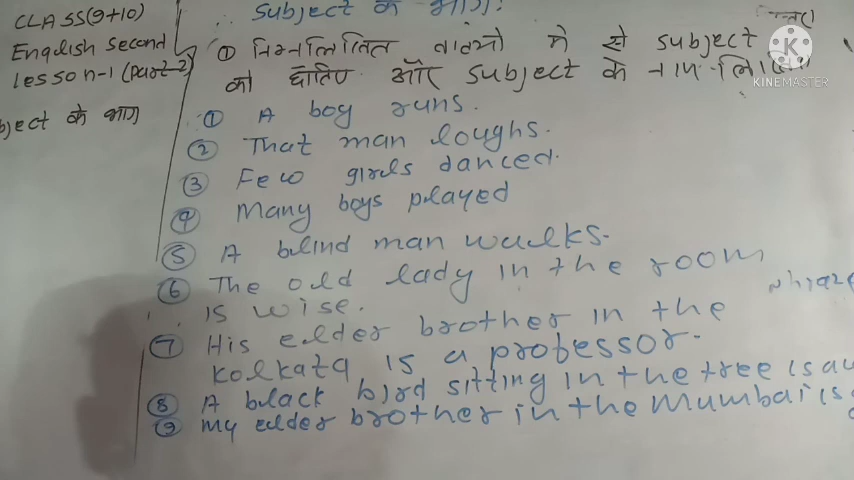 CLASS(9+10)
English second
lesson-1 (part-2)
ject के भाग
Subject के भाग:
① निम्नलिखित वाक्यो मे से subject
को छाँटिए और subject के
① A boy runs.
② That man loughs.
③ Few girls danced.
④ Many boys played
⑤ A blind man walks.
⑥ The old lady in the room
is wise.
⑦ His elder brother in the
kolkata is a professor.
⑧ A black bird sitting in the tree is
⑨ my elder brother in the Mumbai is
KINEMASTER